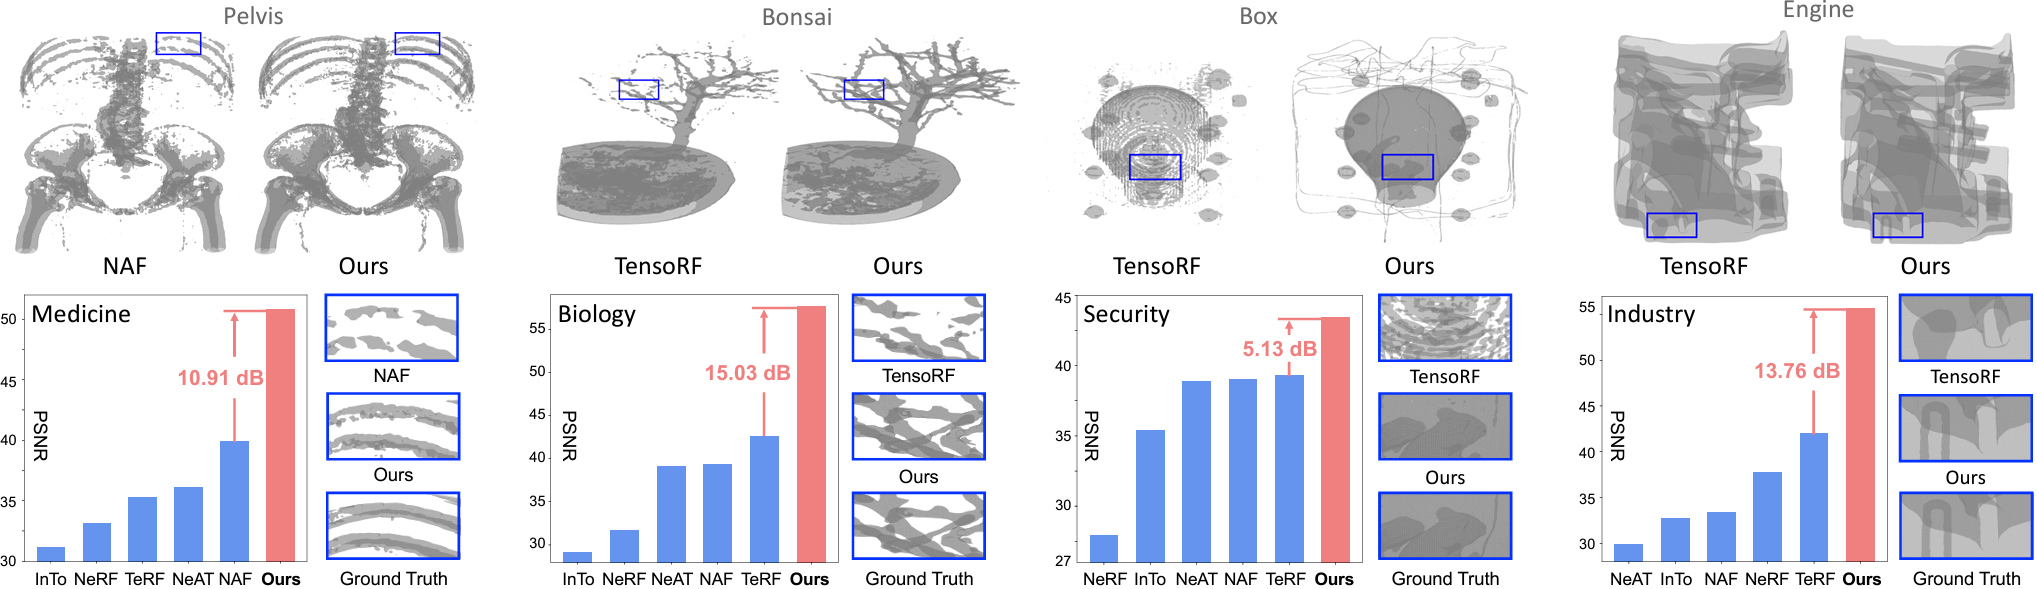 Pelvis
Bonsai
Box
Engine
NAF
Ours
TensoRF
Ours
TensoRF
Ours
TensoRF
Ours
Medicine
PSNR
50
45
40
35
30
10.91 dB
InTo NeRF TeRF NeAT NAF Ours
NAF
Ours
Ground Truth
Biology
PSNR
55
50
45
40
35
30
15.03 dB
InTo NeRF NeAT NAF TeRF Ours
TensoRF
Ours
Ground Truth
Security
PSNR
45
40
35
30
27
5.13 dB
NeRF InTo NeAT NAF TeRF Ours
TensoRF
Ours
Ground Truth
Industry
PSNR
55
50
45
40
35
30
13.76 dB
NeAT InTo NAF NeRF TeRF Ours
TensoRF
Ours
Ground Truth